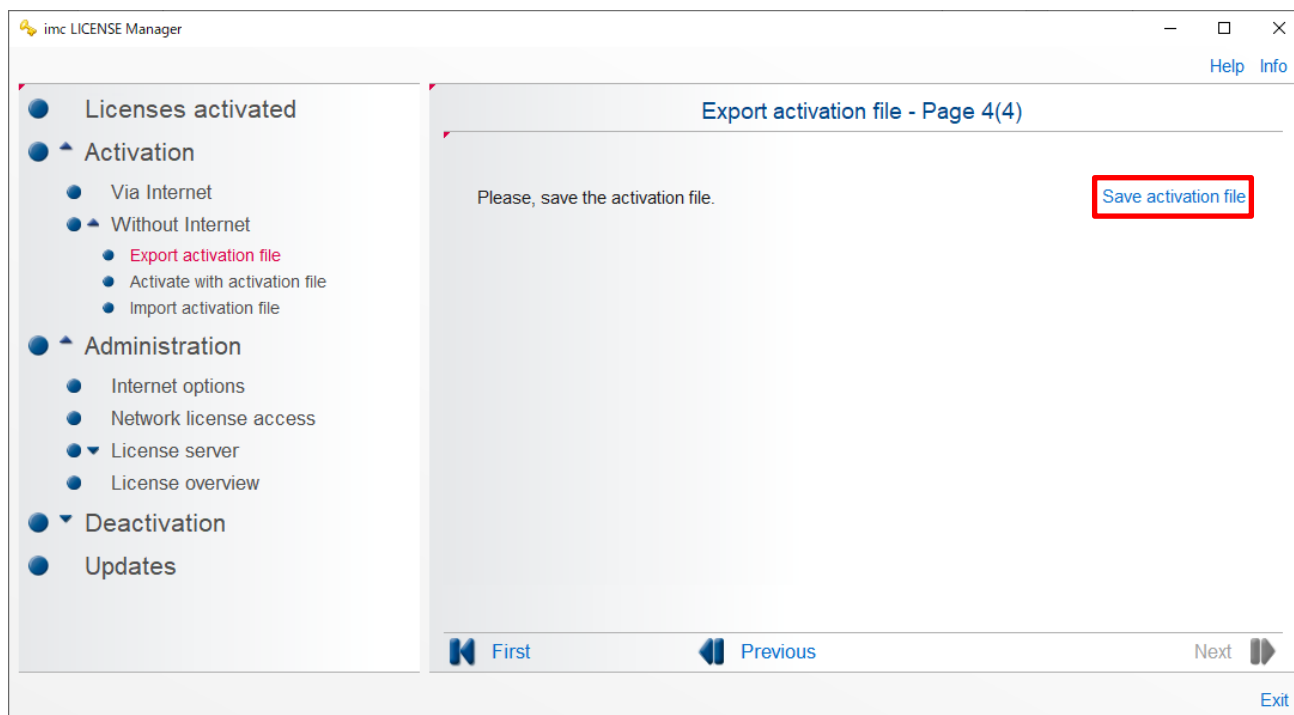 imc LICENSE Manager
Help Info
Licenses activated
Activation
Via Internet
Without Internet
Export activation file
Activate with activation file
Import activation file
Administration
Internet options
Network license access
License server
License overview
Deactivation
Updates
Export activation file - Page 4(4)
Please, save the activation file.
Save activation file
First
Previous
Next
Exit